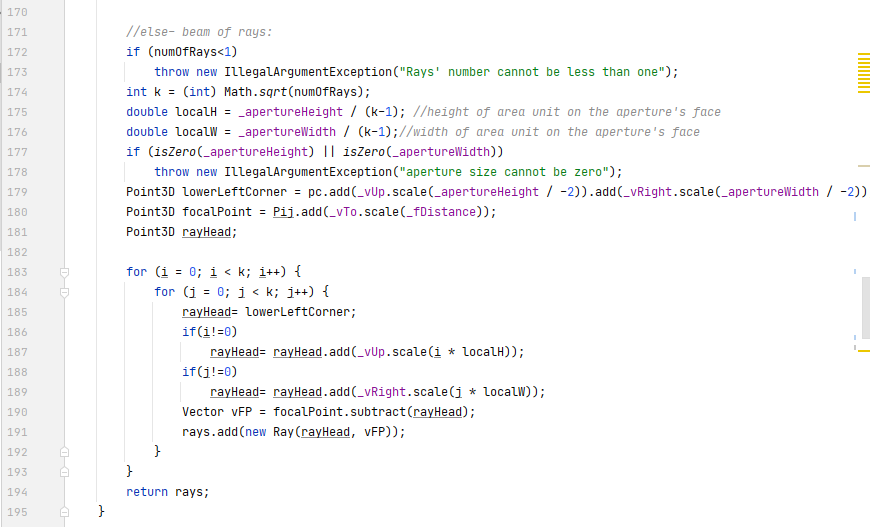 170
171 //else- beam of rays:
172 if (numOfRays<1)
173 throw new IllegalArgumentException("Rays' number cannot be less than one");
174 int k = (int) Math.sqrt(numOfRays);
175 double localH = _apertureHeight / (k-1); //height of area unit on the aperture's face
176 double localW = _apertureWidth / (k-1);//width of area unit on the aperture's face
177 if (isZero(_apertureHeight) || isZero(_apertureWidth))
178 throw new IllegalArgumentException("aperture size cannot be zero");
179 Point3D lowerLeftCorner = pc.add(_vUp.scale(_apertureHeight / -2)).add(_vRight.scale(_apertureWidth / -2))
180 Point3D focalPoint = Pij.add(_vTo.scale(_fDistance));
181 Point3D rayHead;
182
183 for (i = 0; i < k; i++) {
184 for (j = 0; j < k; j++) {
185 rayHead= lowerLeftCorner;
186 if(i!=0)
187 rayHead= rayHead.add(_vUp.scale(i * localH));
188 if(j!=0)
189 rayHead= rayHead.add(_vRight.scale(j * localW));
190 Vector vFP = focalPoint.subtract(rayHead);
191 rays.add(new Ray(rayHead, vFP));
192 }
193 }
194 return rays;
195 }